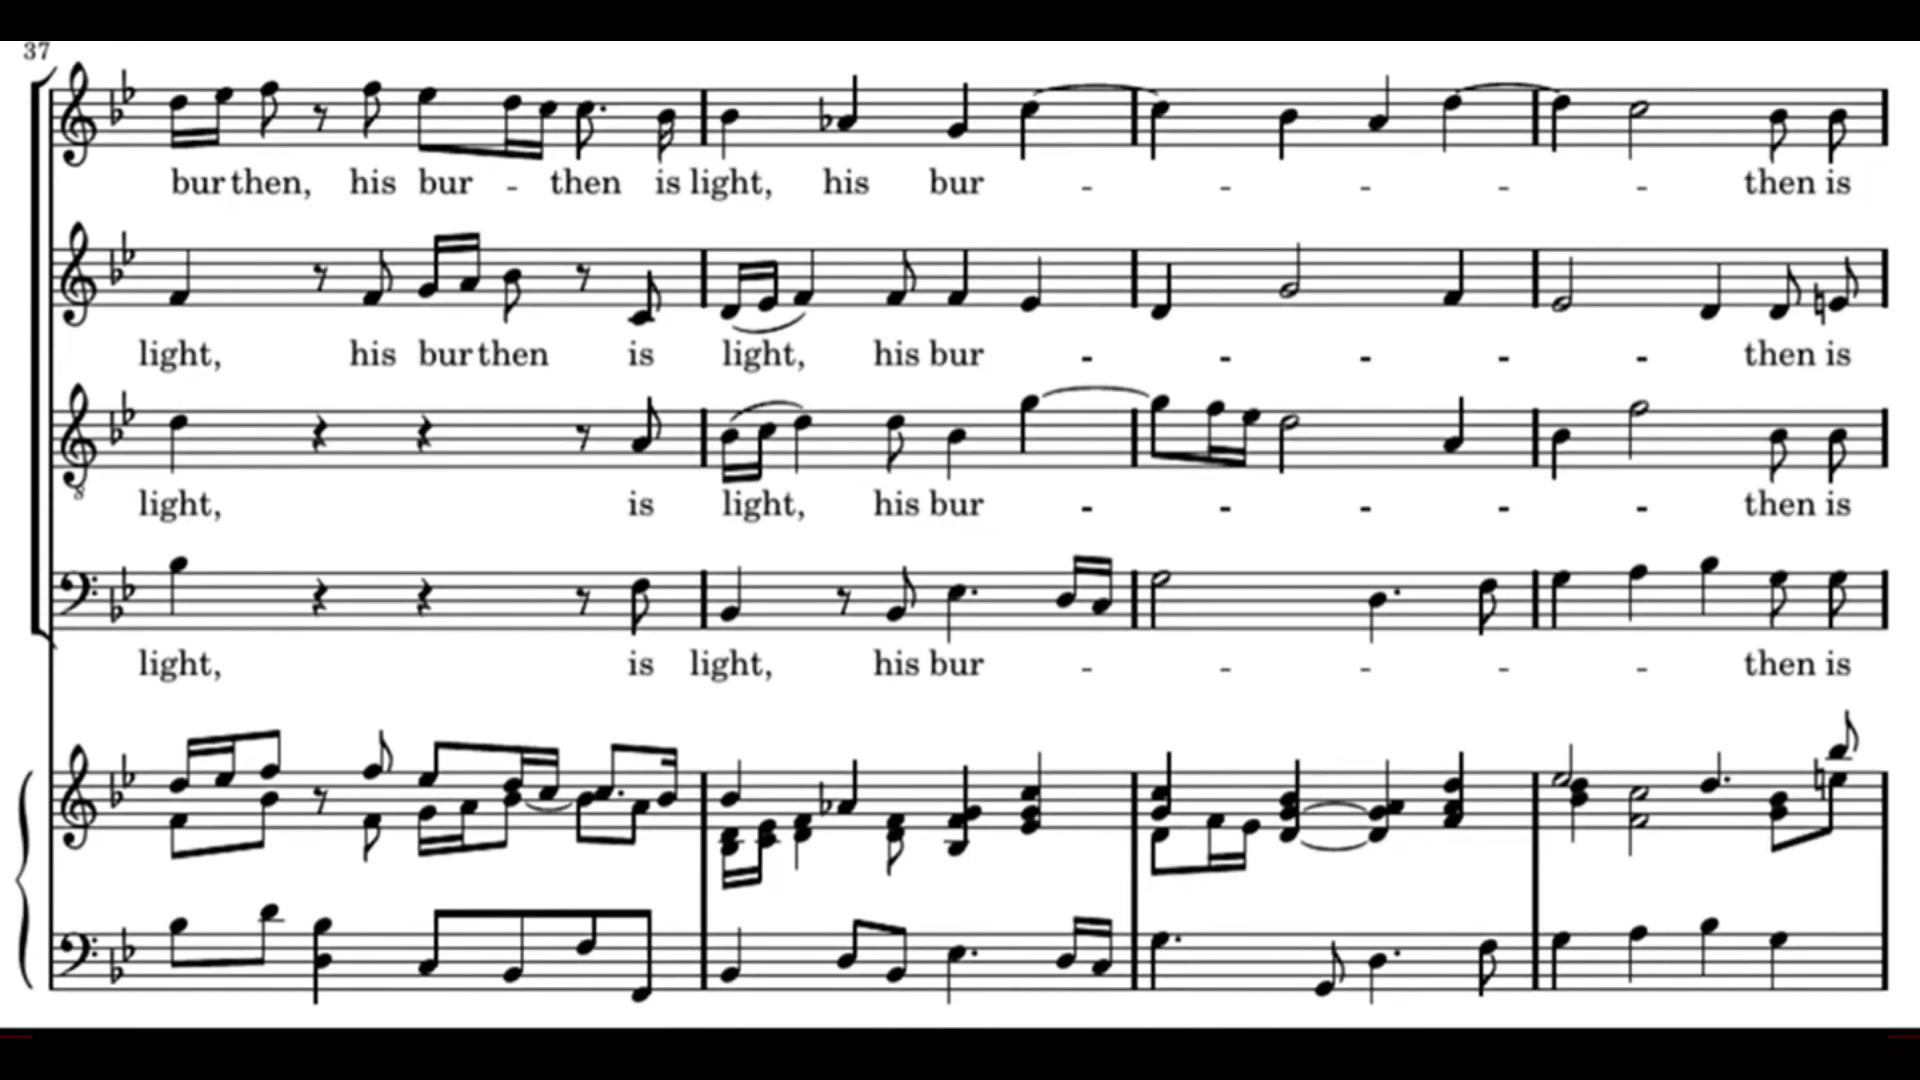 37
bur then, his bur - then is light, his bur - - - - - then is
light, his bur then is light, his bur - - - - - then is
light, is light, his bur - - - - - then is
light, is light, his bur - - - - - then is